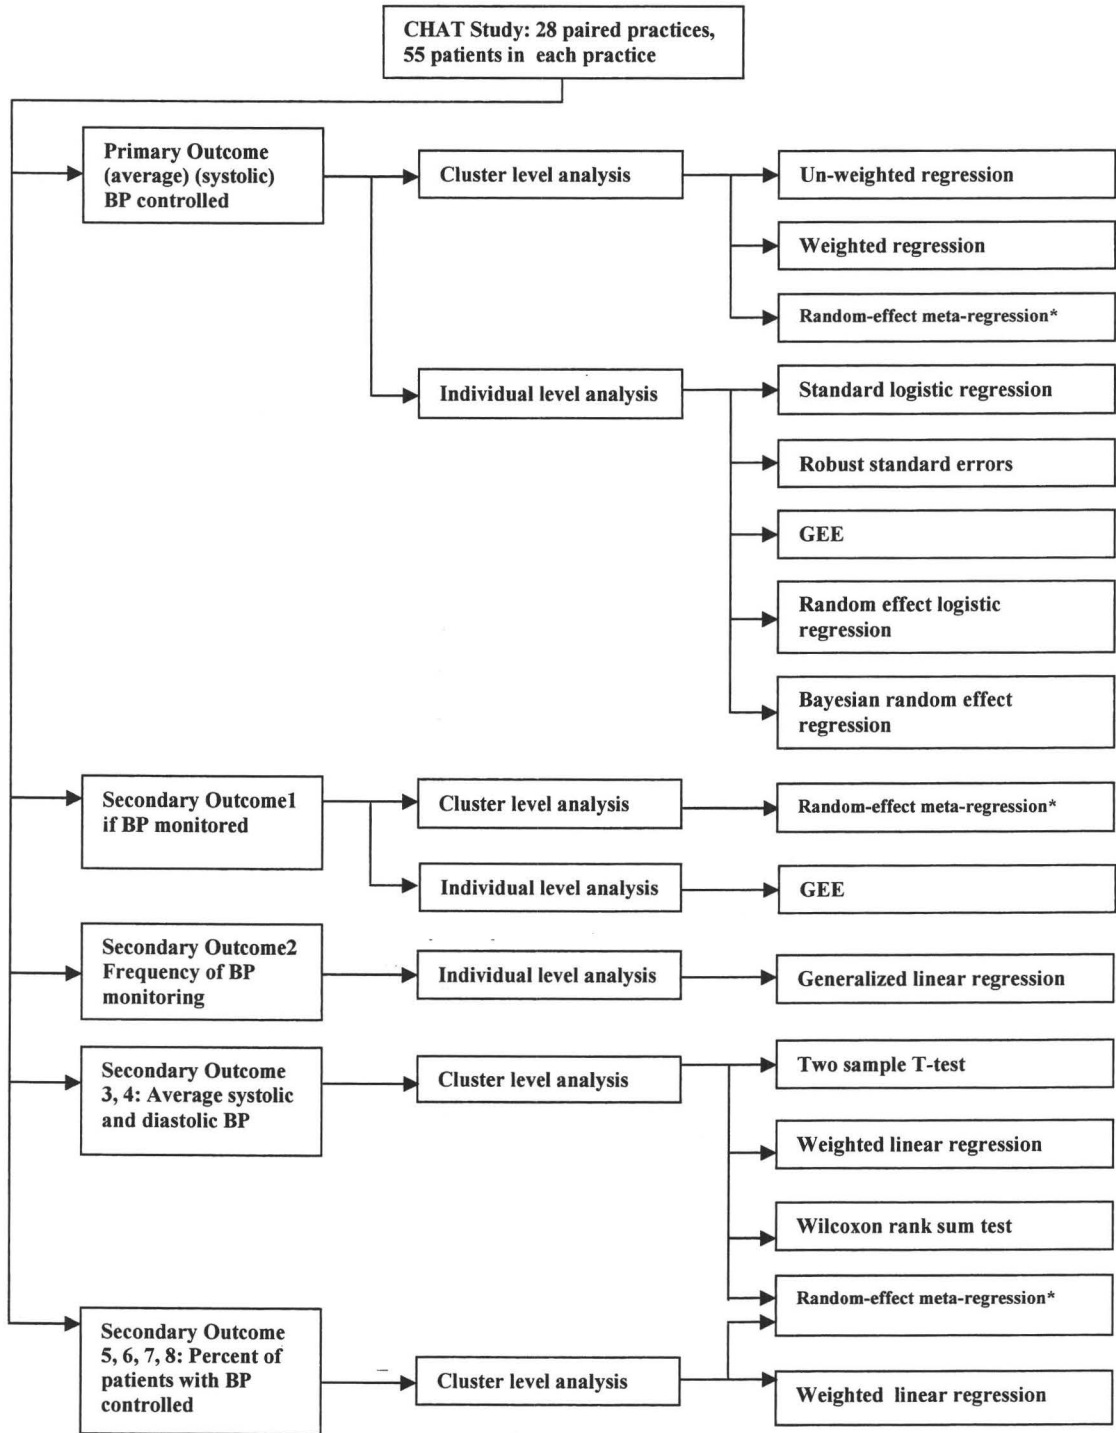 CHAT Study: 28 paired practices,
55 patients in each practice
Primary Outcome
(average) (systolic)
BP controlled
Cluster level analysis
Un-weighted regression
Weighted regression
Random-effect meta-regression*
Individual level analysis
Standard logistic regression
Robust standard errors
GEE
Random effect logistic
regression
Bayesian random effect
regression
Secondary Outcome1
if BP monitored
Cluster level analysis
Random-effect meta-regression*
Individual level analysis
GEE
Secondary Outcome2
Frequency of BP
monitoring
Individual level analysis
Generalized linear regression
Secondary Outcome
3, 4: Average systolic
and diastolic BP
Cluster level analysis
Two sample T-test
Weighted linear regression
Wilcoxon rank sum test
Random-effect meta-regression*
Secondary Outcome
5, 6, 7, 8: Percent of
patients with BP
controlled
Cluster level analysis
Weighted linear regression